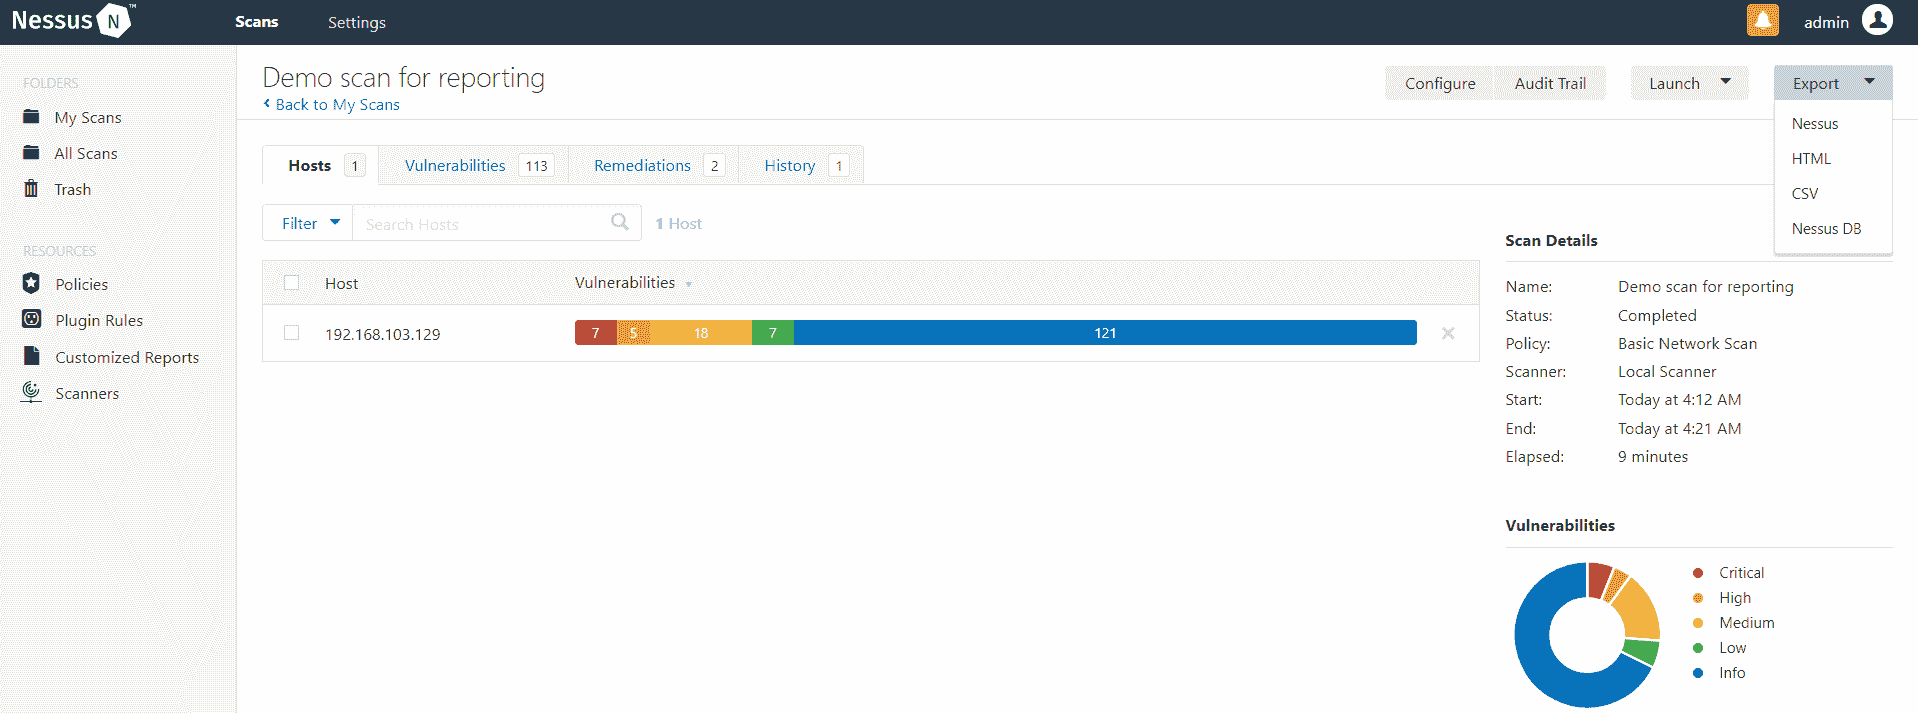 Nessus N ™
Scans Settings
admin
FOLDERS
My Scans
All Scans
Trash
RESOURCES
Policies
Plugin Rules
Customized Reports
Scanners
Demo scan for reporting
Back to My Scans
Configure Audit Trail Launch Export
Nessus
HTML
CSV
Nessus DB
Hosts 1 Vulnerabilities 113 Remediations 2 History 1
Filter Search Hosts 1 Host
Host Vulnerabilities
192.168.103.129 7 5 18 7 121
Scan Details
Name: Demo scan for reporting
Status: Completed
Policy: Basic Network Scan
Scanner: Local Scanner
Start: Today at 4:12 AM
End: Today at 4:21 AM
Elapsed: 9 minutes
Vulnerabilities
Critical
High
Medium
Low
Info